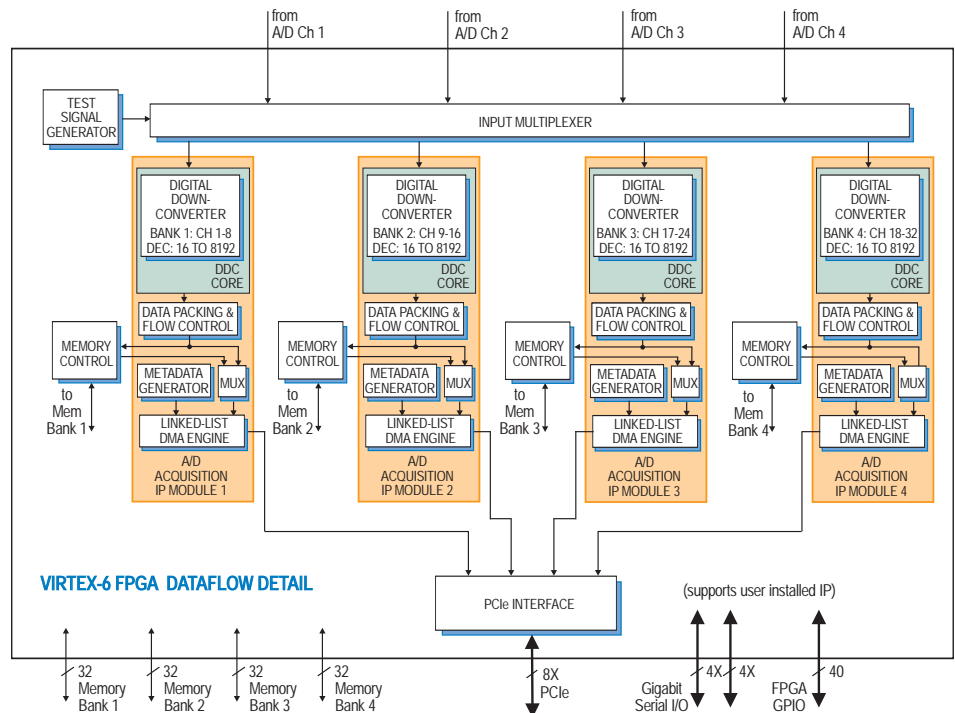 from
A/D Ch 1
from
A/D Ch 2
from
A/D Ch 3
from
A/D Ch 4
TEST
SIGNAL
GENERATOR
INPUT MULTIPLEXER
DIGITAL
DOWN-
CONVERTER
BANK 1: CH 1-8
DEC: 16 TO 8192
DDC
CORE
DATA PACKING &
FLOW CONTROL
MEMORY
CONTROL
METADATA
GENERATOR
MUX
to
Mem
Bank 1
LINKED-LIST
DMA ENGINE
A/D
ACQUISITION
IP MODULE 1
DIGITAL
DOWN-
CONVERTER
BANK 2: CH 9-16
DEC: 16 TO 8192
DDC
CORE
DATA PACKING &
FLOW CONTROL
MEMORY
CONTROL
METADATA
GENERATOR
MUX
to
Mem
Bank 2
LINKED-LIST
DMA ENGINE
A/D
ACQUISITION
IP MODULE 2
DIGITAL
DOWN-
CONVERTER
BANK 3: CH 17-24
DEC: 16 TO 8192
DDC
CORE
DATA PACKING &
FLOW CONTROL
MEMORY
CONTROL
METADATA
GENERATOR
MUX
to
Mem
Bank 3
LINKED-LIST
DMA ENGINE
A/D
ACQUISITION
IP MODULE 3
DIGITAL
DOWN-
CONVERTER
BANK 4: CH 18-32
DEC: 16 TO 8192
DDC
CORE
DATA PACKING &
FLOW CONTROL
MEMORY
CONTROL
METADATA
GENERATOR
MUX
to
Mem
Bank 4
LINKED-LIST
DMA ENGINE
A/D
ACQUISITION
IP MODULE 4
VIRTEX-6 FPGA DATAFLOW DETAIL
PCIe INTERFACE
(supports user installed IP)
32
Memory
Bank 1
32
Memory
Bank 2
32
Memory
Bank 3
32
Memory
Bank 4
8X
PCIe
4X
4X
Gigabit
Serial I/O
40
FPGA
GPIO